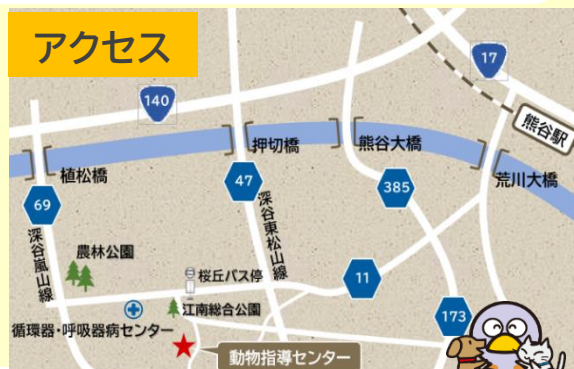 アクセス
17
140
熊谷駅
押切橋
熊谷大橋
植松橋
荒川大橋
47
385
69
深谷嵐山線
深谷東松山線
農林公園
桜丘バス停
11
江南総合公園
循環器・呼吸器病センター
173
動物指導センター